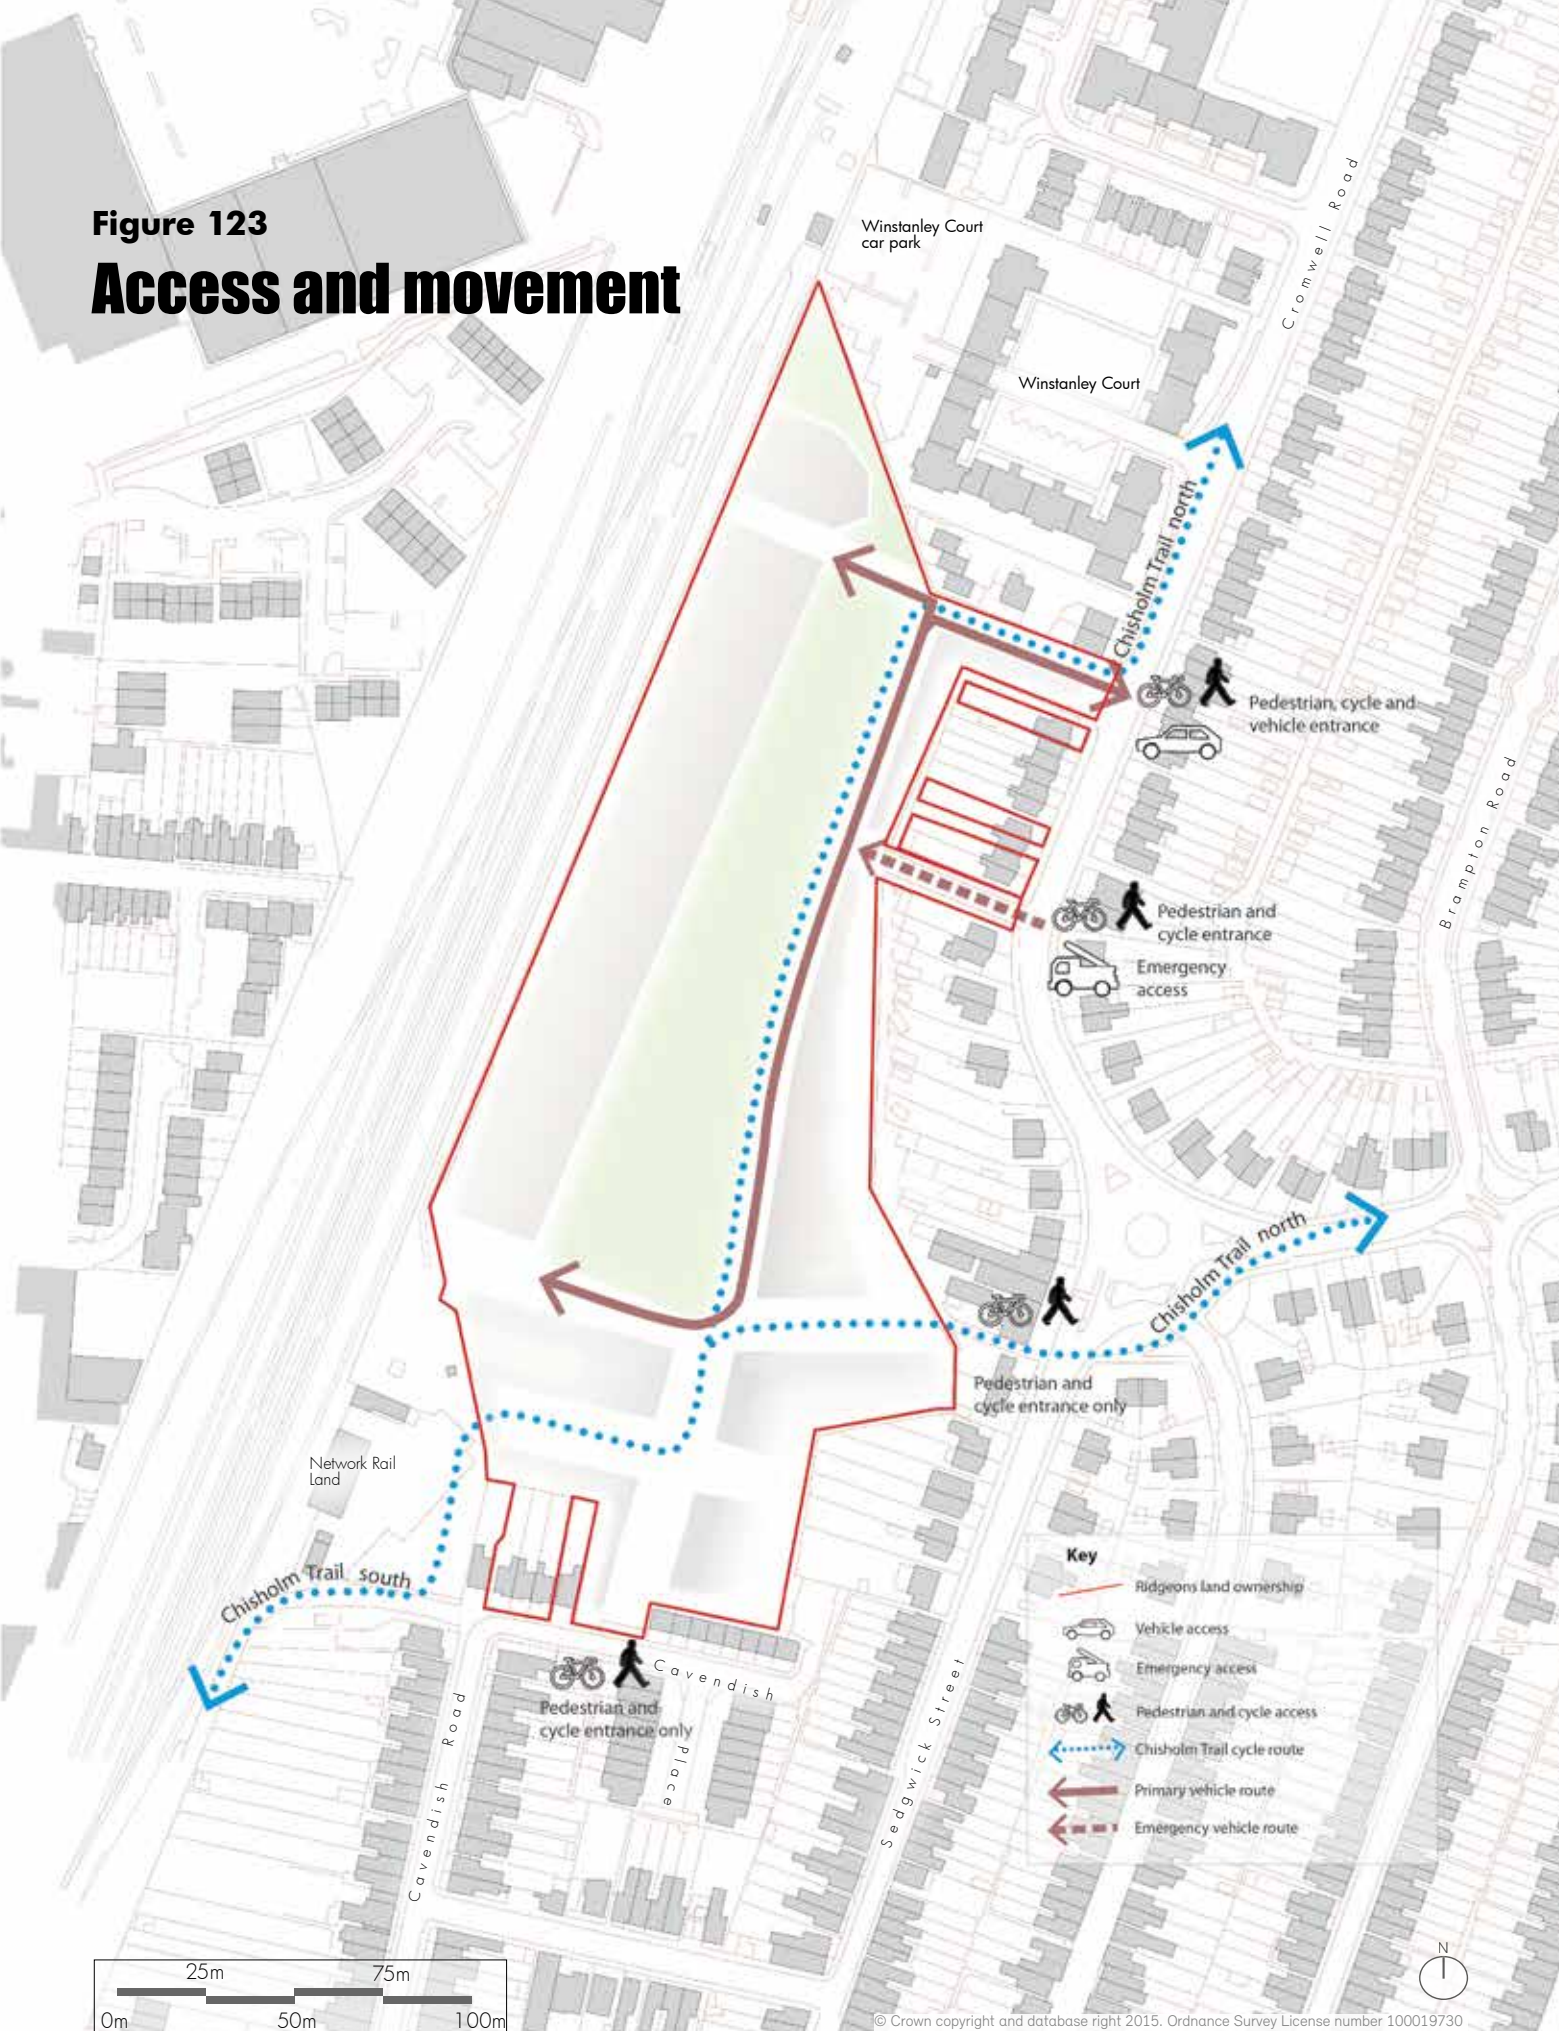 Figure 123
Access and movement
Winstanley Court
car park
Cromwell Road
Winstanley Court
Chisholm Trail north
Pedestrian, cycle and
vehicle entrance
Brampton Road
Pedestrian and
cycle entrance
Emergency
access
Chisholm Trail north
Pedestrian and
cycle entrance only
Network Rail
Land
Chisholm Trail south
Cavendish
Place
Pedestrian and
cycle entrance only
Cavendish Road
Sedgwick Street
Key
Ridgeons land ownership
Vehicle access
Emergency access
Pedestrian and cycle access
Chisholm Trail cycle route
Primary vehicle route
Emergency vehicle route
25m 75m
0m 50m 100m
N
© Crown copyright and database right 2015. Ordnance Survey License number 100019730